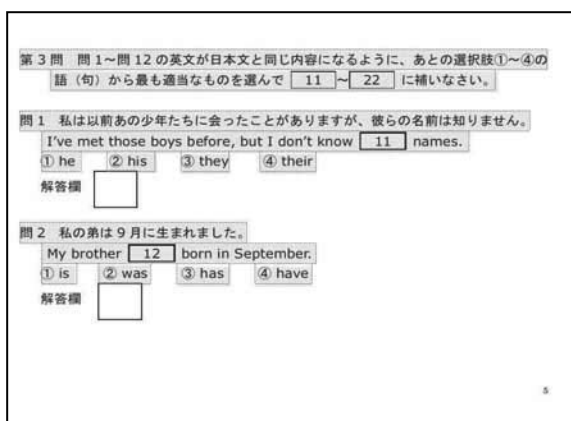 第3問 問1～問12の英文が日本文と同じ内容になるように、あとの選択肢①～④の
語（句）から最も適当なものを選んで 11 ～ 22 に補いなさい。
問1 私は以前あの少年たちに会ったことがありますが、彼らの名前は知りません。
I've met those boys before, but I don't know 11 names.
① he ② his ③ they ④ their
解答欄
問2 私の弟は9月に生まれました。
My brother 12 born in September.
① is ② was ③ has ④ have
解答欄
5